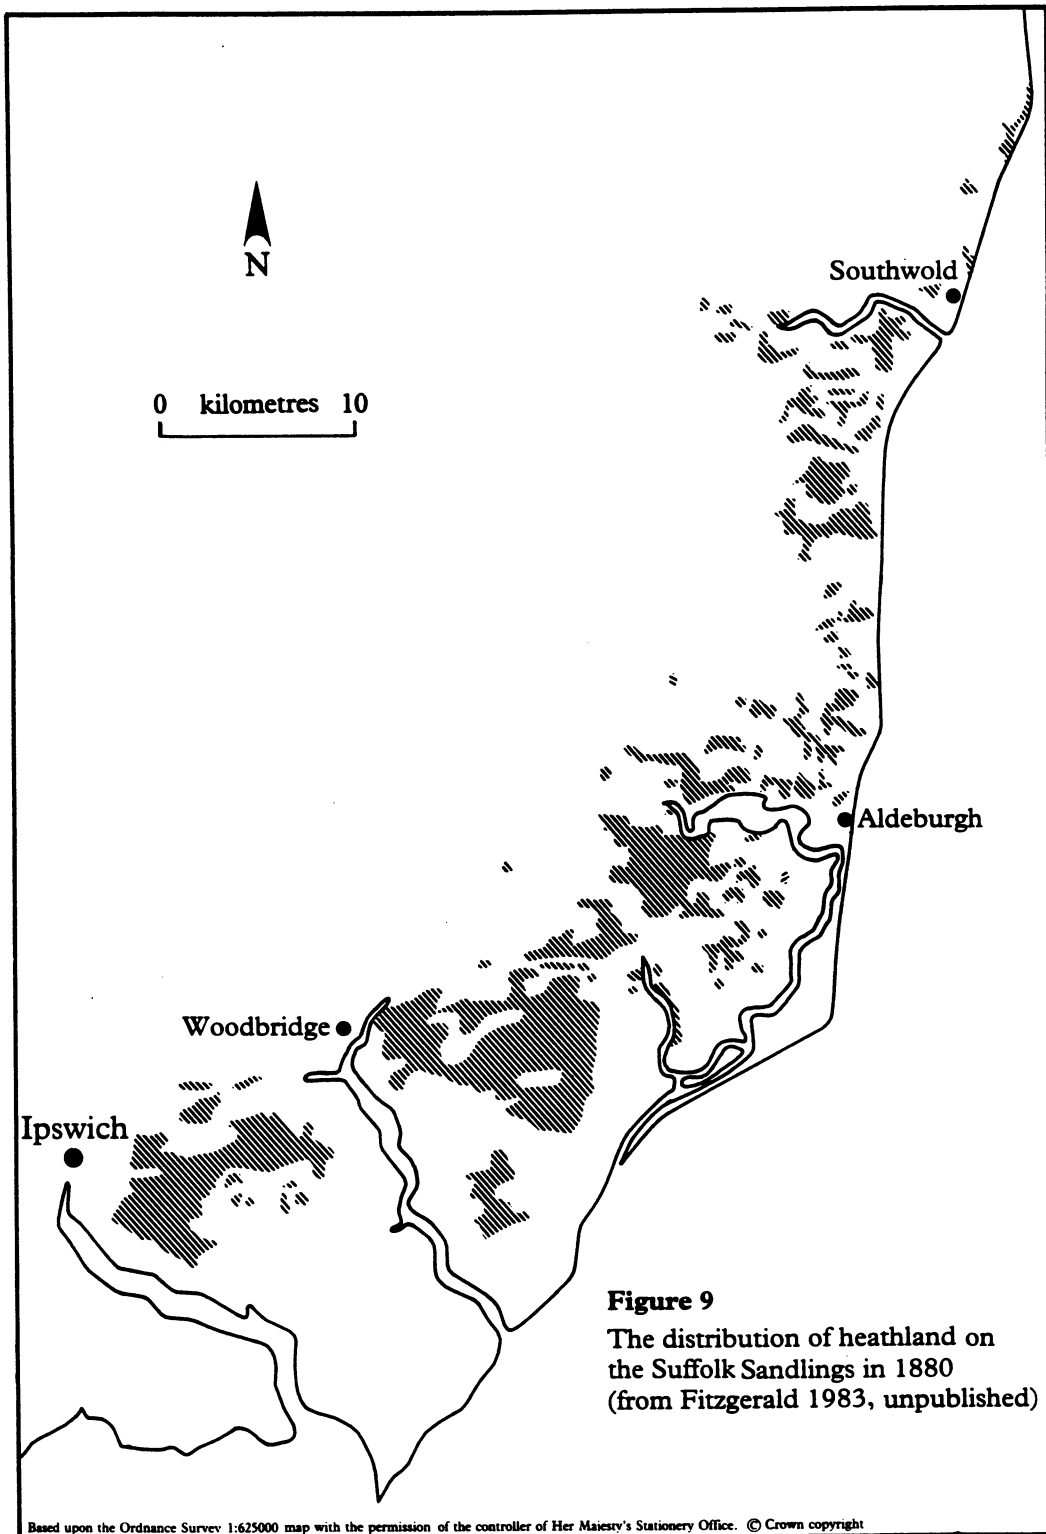 Southwold
N
0 kilometres 10
Aldeburgh
Woodbridge
Ipswich
Figure 9
The distribution of heathland on
the Suffolk Sandlings in 1880
(from Fitzgerald 1983, unpublished)
Based upon the Ordnance Survey 1:625000 map with the permission of the controller of Her Majesty's Stationery Office. © Crown copyright